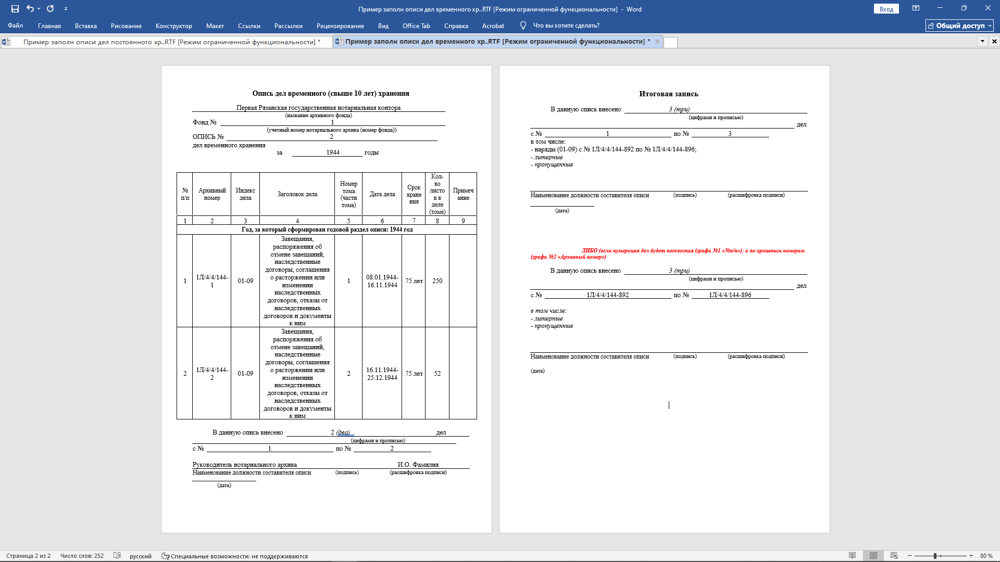 Пример заполн описи дел временного хр..RTF [Режим ограниченной функциональности] - Word
Вход
Файл Главная Вставка Рисование Конструктор Макет Ссылки Рассылки Рецензирование Вид Office Tab Справка Acrobat Что вы хотите сделать? Общий доступ
Пример заполн описи дел постоянного хр..RTF [Режим ограниченной функциональности] *
Пример заполн описи дел временного хр..RTF [Режим ограниченной функциональности] *
Опись дел временного (свыше 10 лет) хранения
Первая Рязанская государственная нотариальная контора
(название архивного фонда)
Фонд № 1
(учетный номер нотариального архива (номер фонда))
ОПИСЬ № 2
дел временного хранения
за 1944 годы
№ п/п
Архивный номер
Индекс дела
Заголовок дела
Номер тома (части тома)
Дата дела
Срок хране ния
Кол-во листо в в деле (томе)
Примеч ание
1 2 3 4 5 6 7 8 9
Год, за который сформирован годовой раздел описи: 1944 год
1
1Л/4/4/144-
1
01-09
Завещания,
распоряжения об
отмене завещаний,
наследственные
договоры, соглашения
о расторжении или
изменении
наследственных
договоров, отказы от
наследственных
договоров и документы
к ним
1
08.01.1944-
16.11.1944
75 лет
250
2
1Л/4/4/144-
2
01-09
Завещания,
распоряжения об
отмене завещаний,
наследственные
договоры, соглашения
о расторжении или
изменении
наследственных
договоров, отказы от
наследственных
договоров и документы
к ним
2
16.11.1944-
25.12.1944
75 лет
52
В данную опись внесено 2 (два) дел
(цифрами и прописью)
с № 1 по № 2
Руководитель нотариального архива И.О. Фамилия
Наименование должности составителя описи (подпись) (расшифровка подписи)
(дата)
Итоговая запись
В данную опись внесено 3 (три)
(цифрами и прописью)
дел
с № 1 по № 3
в том числе:
- наряды (01-09) с № 1Л/4/4/144-892 по № 1Л/4/4/144-896;
- литерные
- пропущенные
Наименование должности составителя описи (подпись) (расшифровка подписи)
(дата)
ЛИБО (если нумерация дел будет несквозная (графа №1 «№п/п»): а по архивным номерам
(графа №2 «Архивный номер»)
В данную опись внесено 3 (три)
(цифрами и прописью)
дел
с № 1Л/4/4/144-892 по № 1Л/4/4/144-896
в том числе:
- литерные
- пропущенные
Наименование должности составителя описи (подпись) (расшифровка подписи)
(дата)
Страница 2 из 2 Число слов: 252 русский Специальные возможности: не поддерживаются 80 %